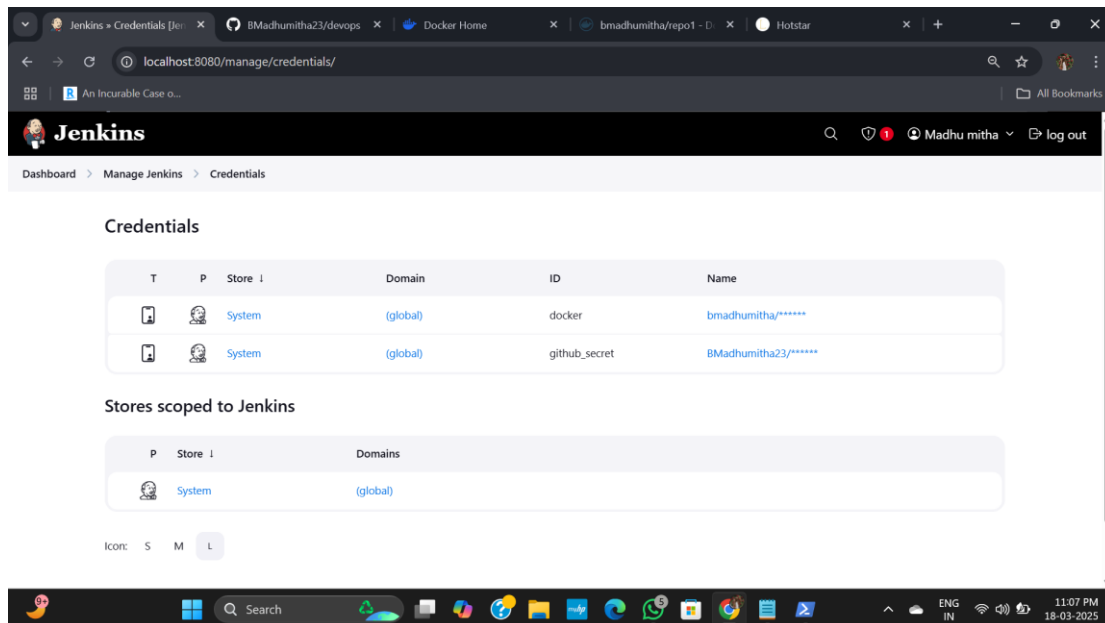 Jenkins » Credentials [Jen
BMadhumitha23/devops
Docker Home
bmadhumitha/repo1 - D
Hotstar
localhost:8080/manage/credentials/
An Incurable Case o...
All Bookmarks
Jenkins
1
Madhu mitha
log out
Dashboard > Manage Jenkins > Credentials
Credentials
T P Store ↓ Domain ID Name
System (global) docker bmadhumitha/******
System (global) github_secret BMadhumitha23/******
Stores scoped to Jenkins
P Store ↓ Domains
System (global)
Icon: S M L
9+
Search
myhp
5
ENG
IN
11:07 PM
18-03-2025